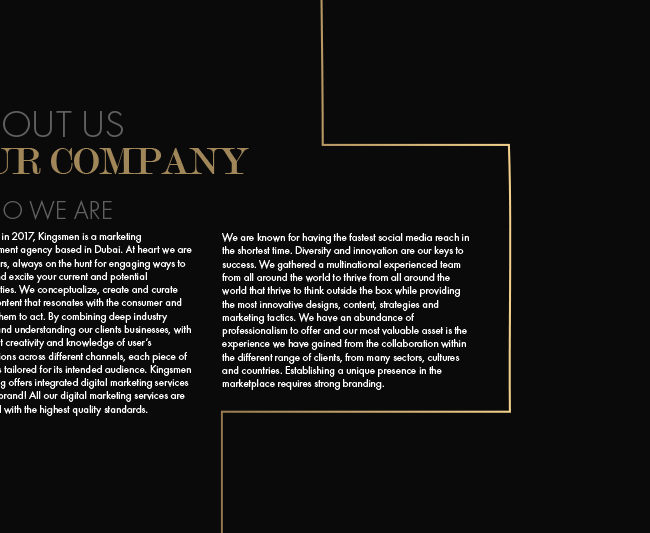 OUT US
UR COMPANY
O WE ARE
in 2017, Kingsmen is a marketing
ment agency based in Dubai. At heart we are
rs, always on the hunt for engaging ways to
nd excite your current and potential
ties. We conceptualize, create and curate
ontent that resonates with the consumer and
hem to act. By combining deep industry
and understanding our clients businesses, with
t creativity and knowledge of user's
ions across different channels, each piece of
s tailored for its intended audience. Kingsmen
g offers integrated digital marketing services
brand! All our digital marketing services are
d with the highest quality standards.
We are known for having the fastest social media reach in
the shortest time. Diversity and innovation are our keys to
success. We gathered a multinational experienced team
from all around the world to thrive from all around the
world that thrive to think outside the box while providing
the most innovative designs, content, strategies and
marketing tactics. We have an abundance of
professionalism to offer and our most valuable asset is the
experience we have gained from the collaboration within
the different range of clients, from many sectors, cultures
and countries. Establishing a unique presence in the
marketplace requires strong branding.